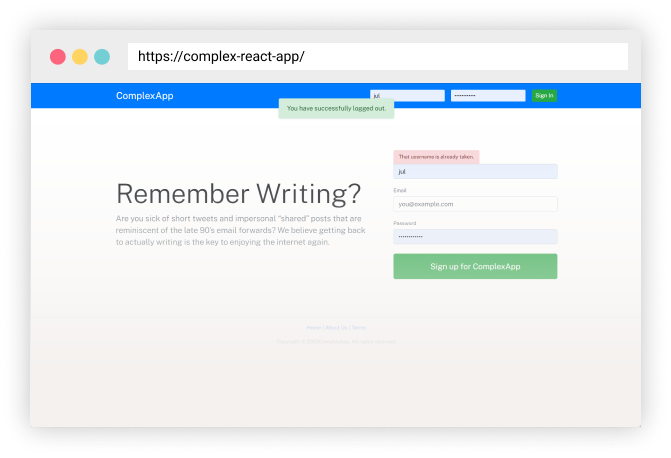 https://complex-react-app/
ComplexApp
jul
Sign In
You have successfully logged out.
That username is already taken.
jul
Remember Writing?
Are you sick of short tweets and impersonal “shared” posts that are
reminiscent of the late 90's email forwards? We believe getting back
to actually writing is the key to enjoying the internet again.
Email
you@example.com
Password
Sign up for ComplexApp
Home | About Us | Terms